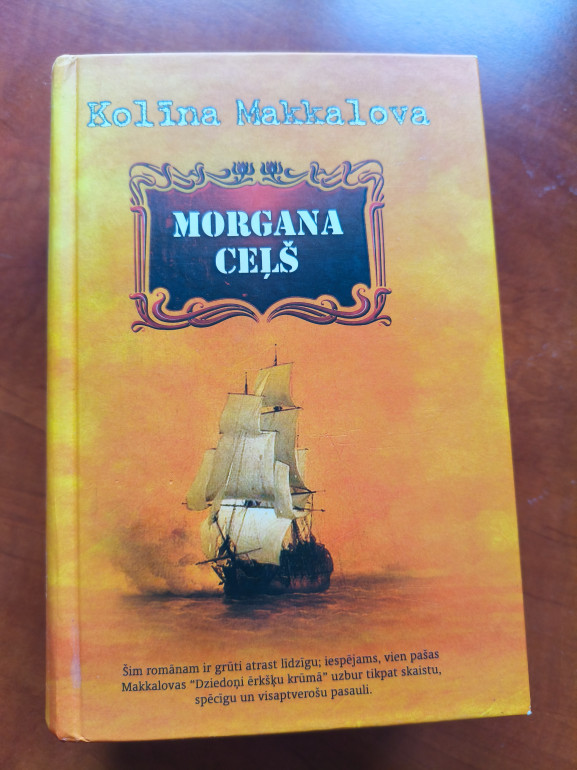 Kolīna Makkalova
MORGANA
CEĻŠ
Šim romānam ir grūti atrast līdzīgu; iespējams, vien pašas
Makkalovas "Dziedoņi ērkšķu krūmā" uzbur tikpat skaistu,
spēcīgu un visaptverošu pasauli.